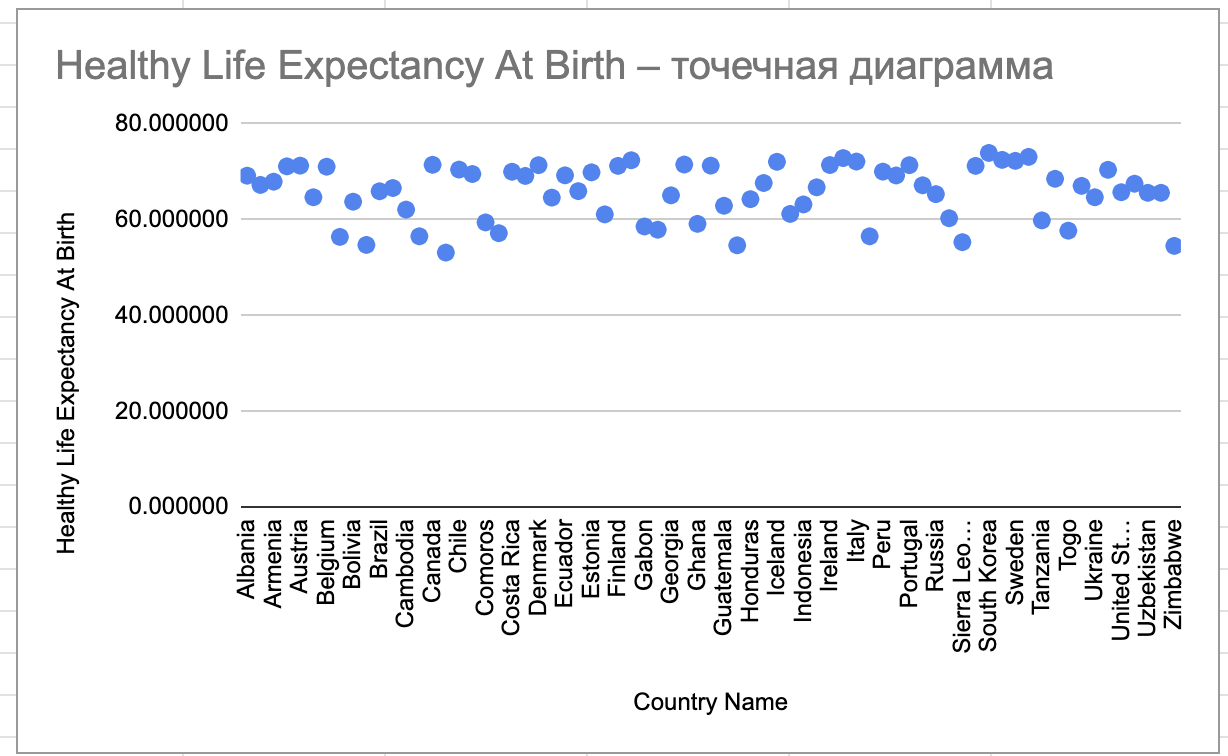 Healthy Life Expectancy At Birth – точечная диаграмма
Healthy Life Expectancy At Birth
80.000000
60.000000
40.000000
20.000000
0.000000
Albania
Armenia
Austria
Belgium
Bolivia
Brazil
Cambodia
Canada
Chile
Comoros
Costa Rica
Denmark
Ecuador
Estonia
Finland
Gabon
Georgia
Ghana
Guatemala
Honduras
Iceland
Indonesia
Ireland
Italy
Peru
Portugal
Russia
Sierra Leo…
South Korea
Sweden
Tanzania
Togo
Ukraine
United St…
Uzbekistan
Zimbabwe
Country Name